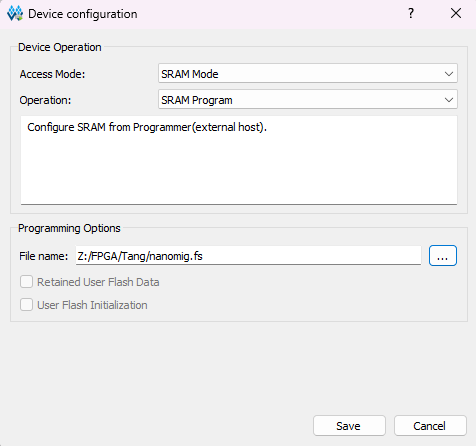 Device configuration
?
Device Operation
Access Mode: SRAM Mode
Operation: SRAM Program
Configure SRAM from Programmer(external host).
Programming Options
File name: Z:/FPGA/Tang/nanomig.fs ...
Retained User Flash Data
User Flash Initialization
Save Cancel